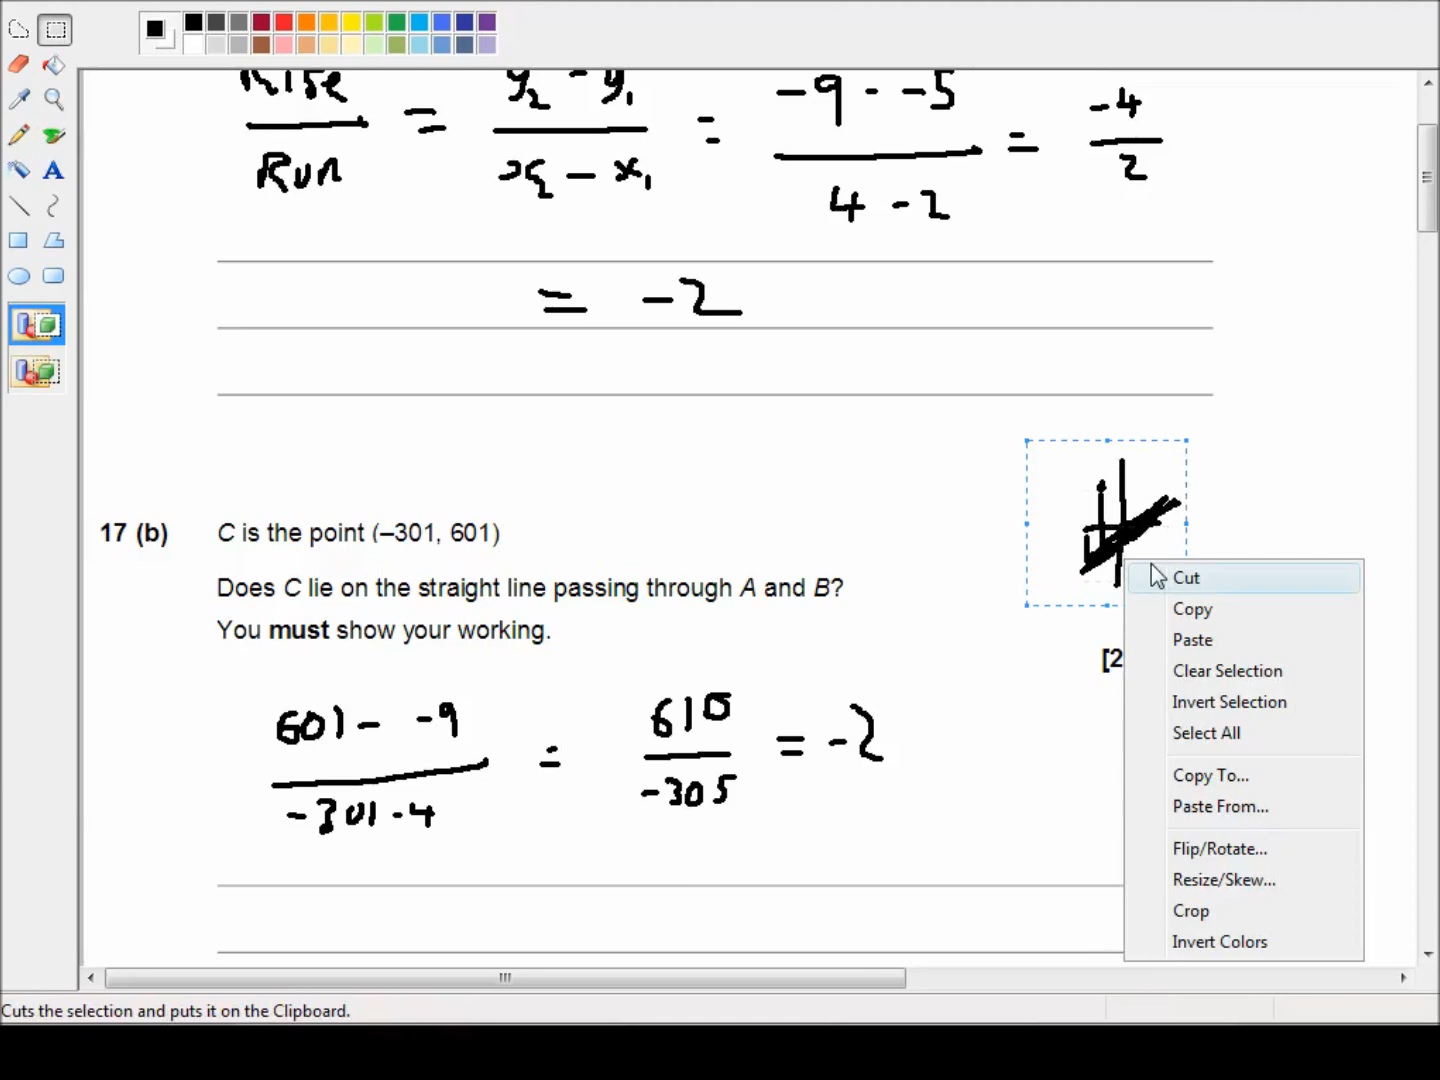 Rise / Run = y₂ - y₁ / x₂ - x₁ = -9 - -5 / 4 - 2 = -4 / 2
= -2
17 (b) C is the point (–301, 601)
Does C lie on the straight line passing through A and B?
You must show your working.
[2
601 - -9 / -301 - 4 = 610 / -305 = -2
Cut
Copy
Paste
Clear Selection
Invert Selection
Select All
Copy To...
Paste From...
Flip/Rotate...
Resize/Skew...
Crop
Invert Colors
Cuts the selection and puts it on the Clipboard.